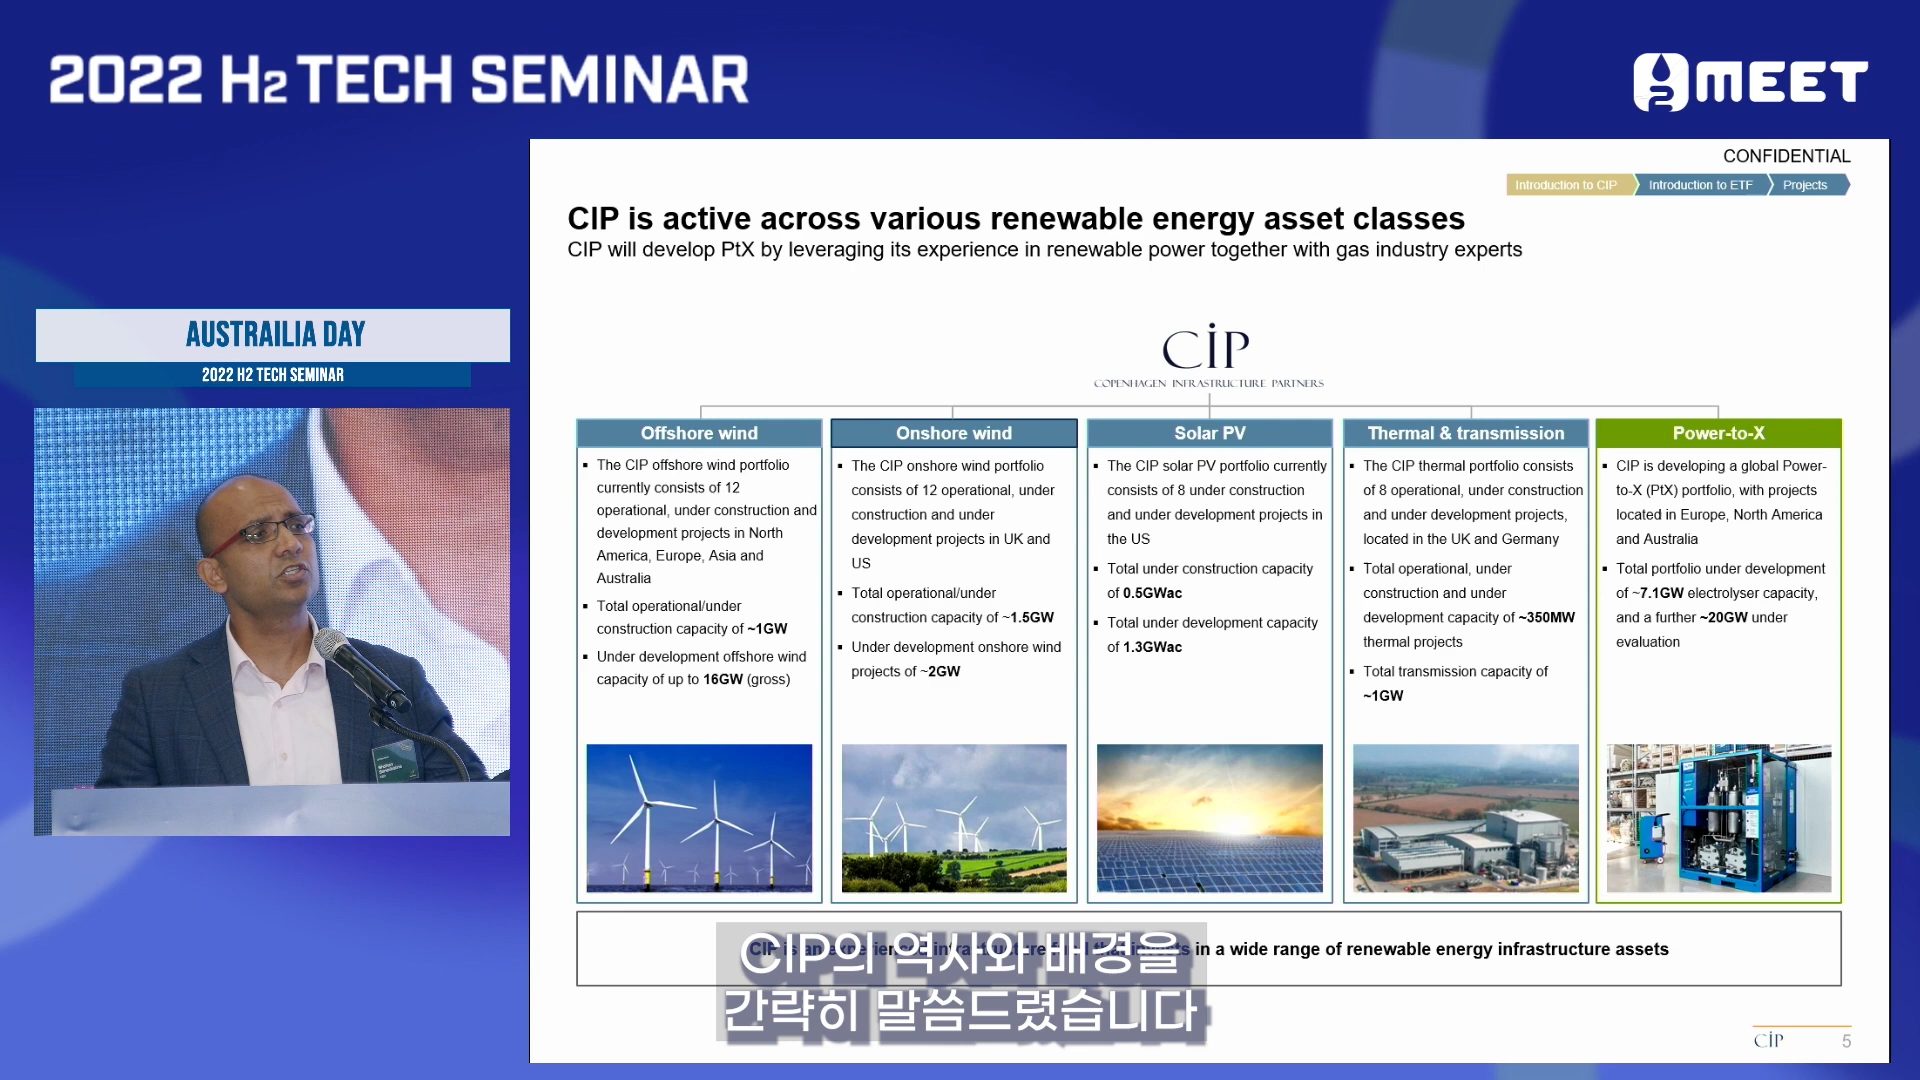 2022 H2 TECH SEMINAR
MEET
AUSTRAILIA DAY
2022 H2 TECH SEMINAR
CONFIDENTIAL
Introduction to CIP
Introduction to ETF
Projects
CIP is active across various renewable energy asset classes
CIP will develop PtX by leveraging its experience in renewable power together with gas industry experts
CIP
COPENHAGEN INFRASTRUCTURE PARTNERS
Offshore wind
▪ The CIP offshore wind portfolio
currently consists of 12
operational, under construction and
development projects in North
America, Europe, Asia and
Australia
▪ Total operational/under
construction capacity of ~1GW
▪ Under development offshore wind
capacity of up to 16GW (gross)
Onshore wind
▪ The CIP onshore wind portfolio
consists of 12 operational, under
construction and under
development projects in UK and
US
▪ Total operational/under
construction capacity of ~1.5GW
▪ Under development onshore wind
projects of ~2GW
Solar PV
▪ The CIP solar PV portfolio currently
consists of 8 under construction
and under development projects in
the US
▪ Total under construction capacity
of 0.5GWac
▪ Total under development capacity
of 1.3GWac
Thermal & transmission
▪ The CIP thermal portfolio consists
of 8 operational, under construction
and under development projects,
located in the UK and Germany
▪ Total operational, under
construction and under
development capacity of ~350MW
thermal projects
▪ Total transmission capacity of
~1GW
Power-to-X
▪ CIP is developing a global Power-
to-X (PtX) portfolio, with projects
located in Europe, North America
and Australia
▪ Total portfolio under development
of ~7.1GW electrolyser capacity,
and a further ~20GW under
evaluation
CIP is an experienced infrastructure fund that invests in a wide range of renewable energy infrastructure assets
CIP의 역사와 배경을
간략히 말씀드렸습니다
CIP
5